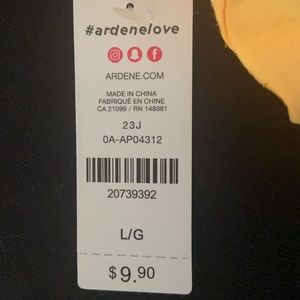 #ardenelove
ARDENE.COM
MADE IN CHINA
FABRIQUÉ EN CHINE
CA 21099 / RN 148061
23J
0A-AP04312
20739392
L/G
$9.90